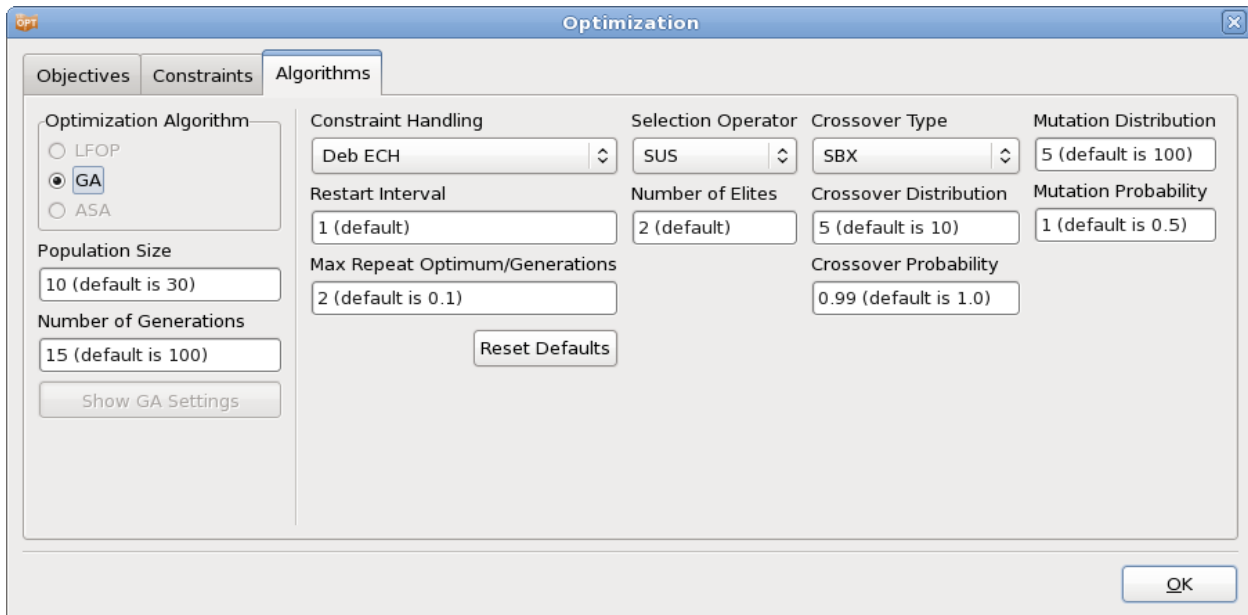 OPT
Optimization
Objectives
Constraints
Algorithms
Optimization Algorithm
LFOP
GA
ASA
Population Size
10 (default is 30)
Number of Generations
15 (default is 100)
Show GA Settings
Constraint Handling
Deb ECH
Restart Interval
1 (default)
Max Repeat Optimum/Generations
2 (default is 0.1)
Reset Defaults
Selection Operator
SUS
Number of Elites
2 (default)
Crossover Type
SBX
Crossover Distribution
5 (default is 10)
Crossover Probability
0.99 (default is 1.0)
Mutation Distribution
5 (default is 100)
Mutation Probability
1 (default is 0.5)
OK